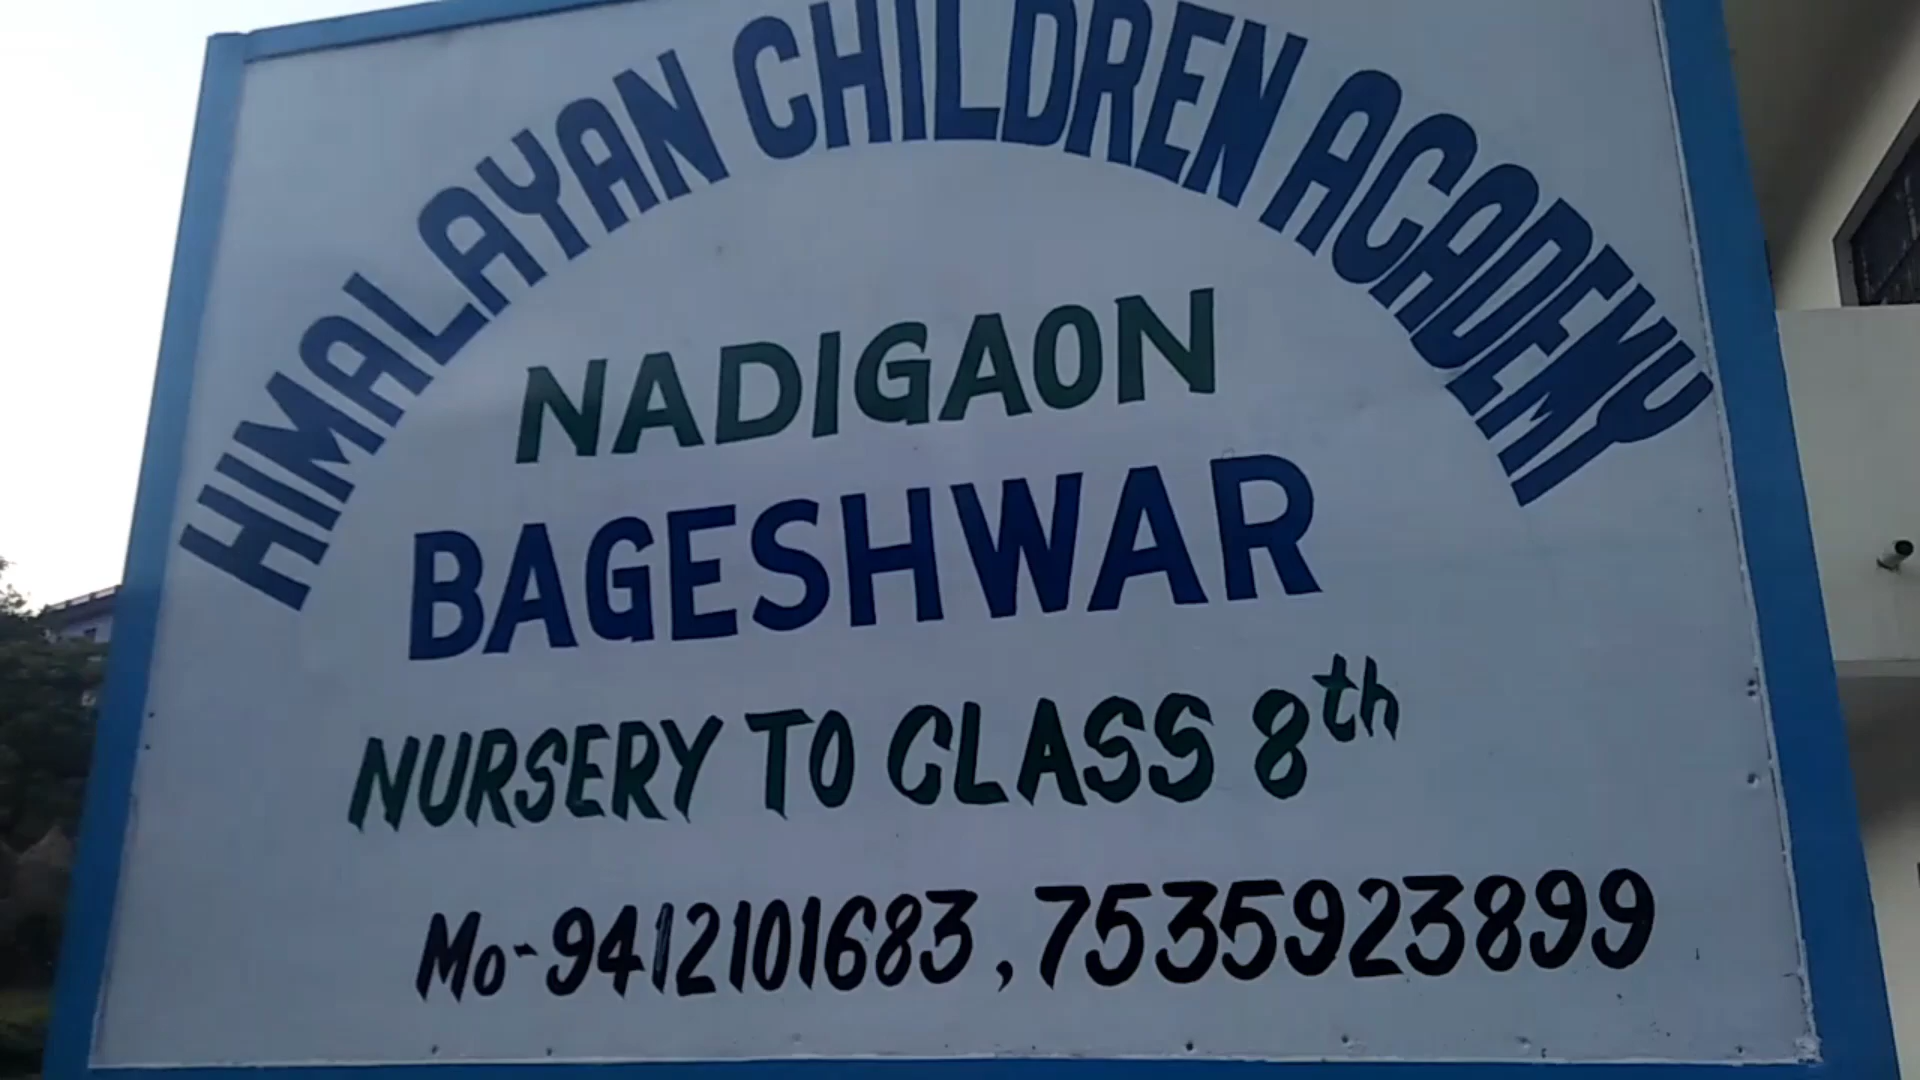 HIMALAYAN CHILDREN ACADEMY
NADIGAON
BAGESHWAR
NURSERY TO CLASS 8th
Mo-9412101683, 7535923899